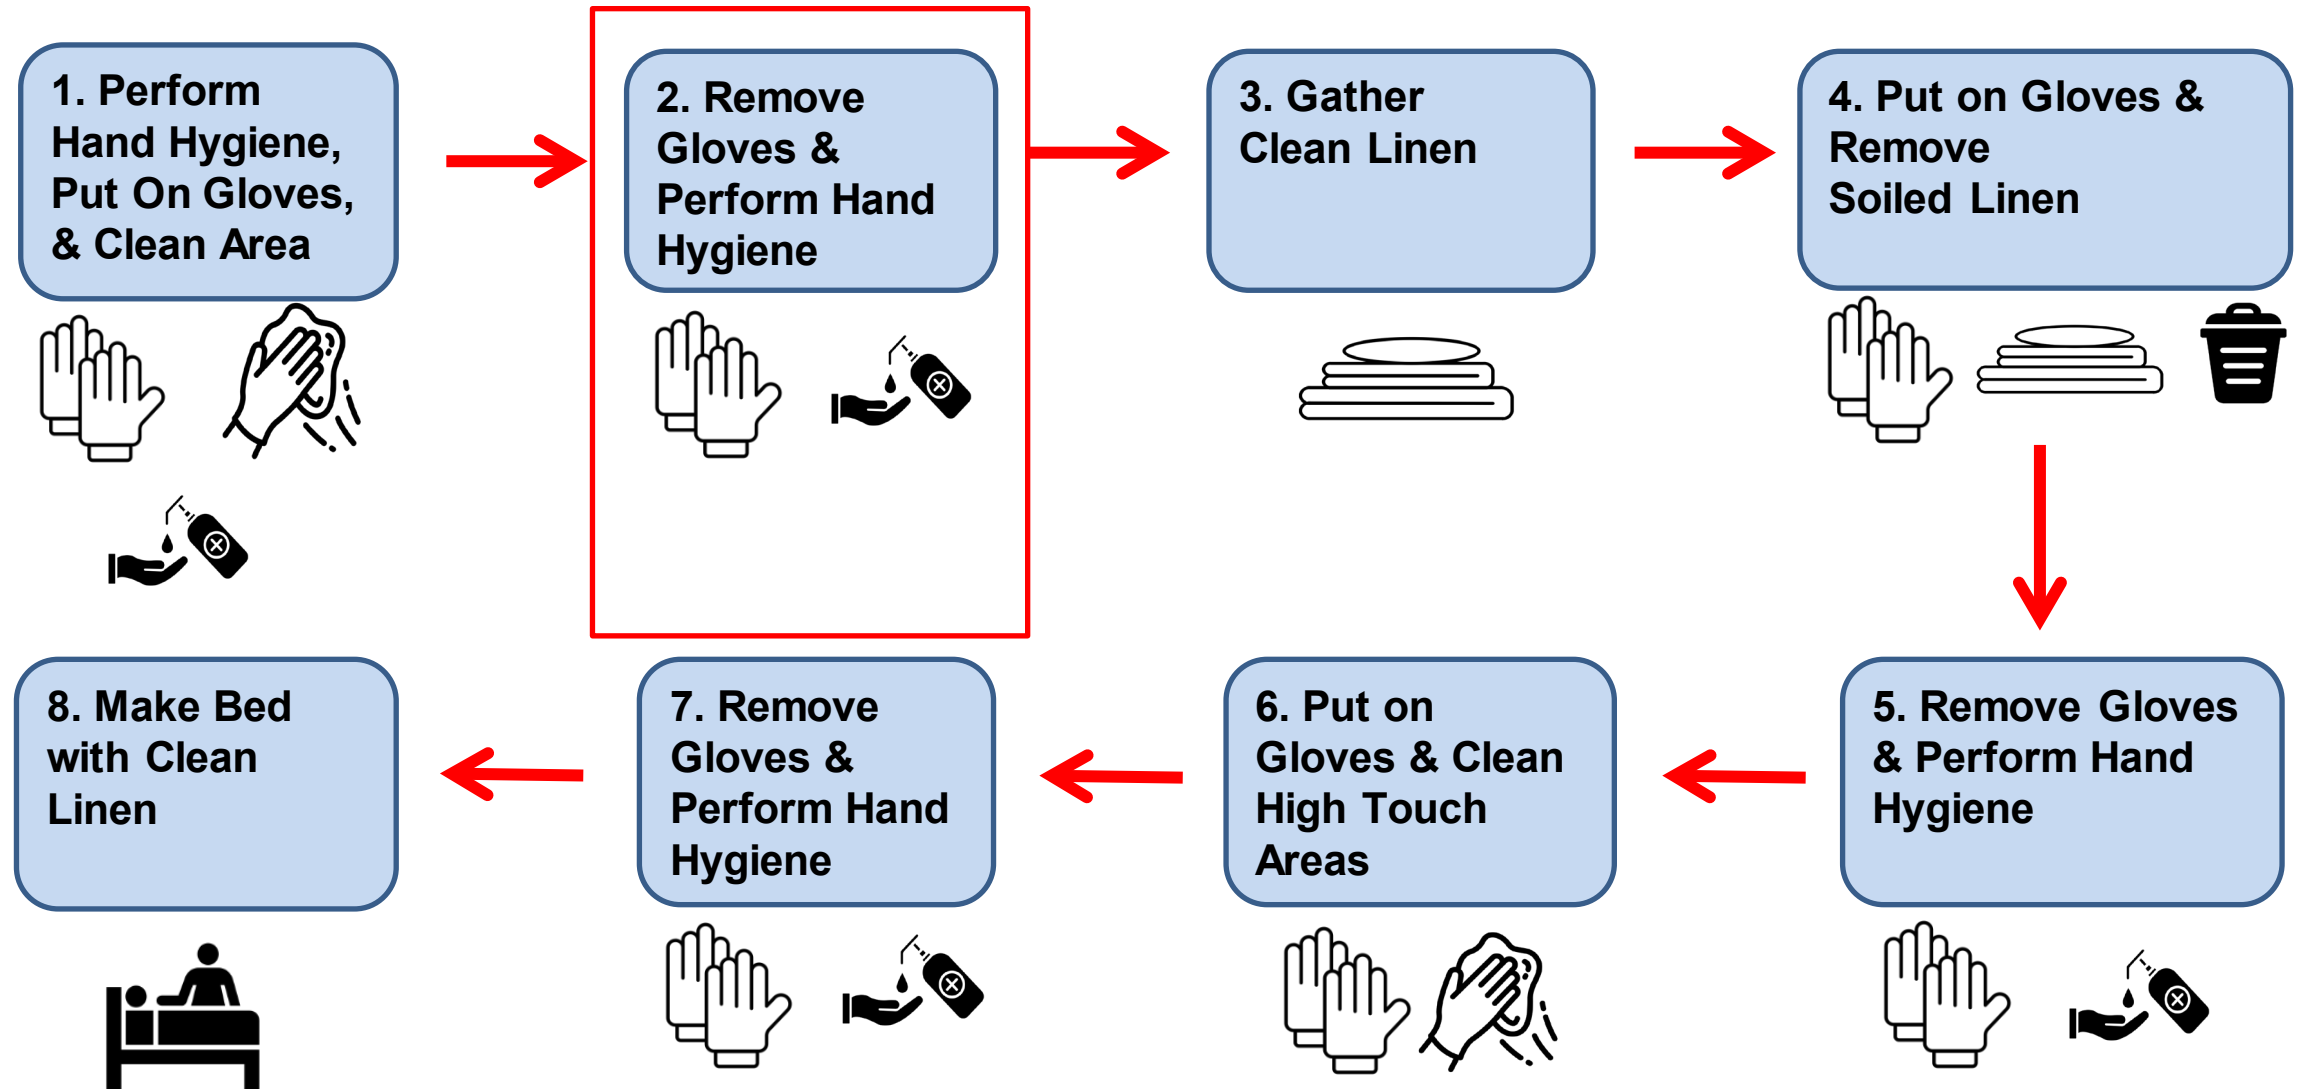 1. Perform
Hand Hygiene,
Put On Gloves,
& Clean Area
2. Remove
Gloves &
Perform Hand
Hygiene
3. Gather
Clean Linen
4. Put on Gloves &
Remove
Soiled Linen
5. Remove Gloves
& Perform Hand
Hygiene
6. Put on
Gloves & Clean
High Touch
Areas
7. Remove
Gloves &
Perform Hand
Hygiene
8. Make Bed
with Clean
Linen